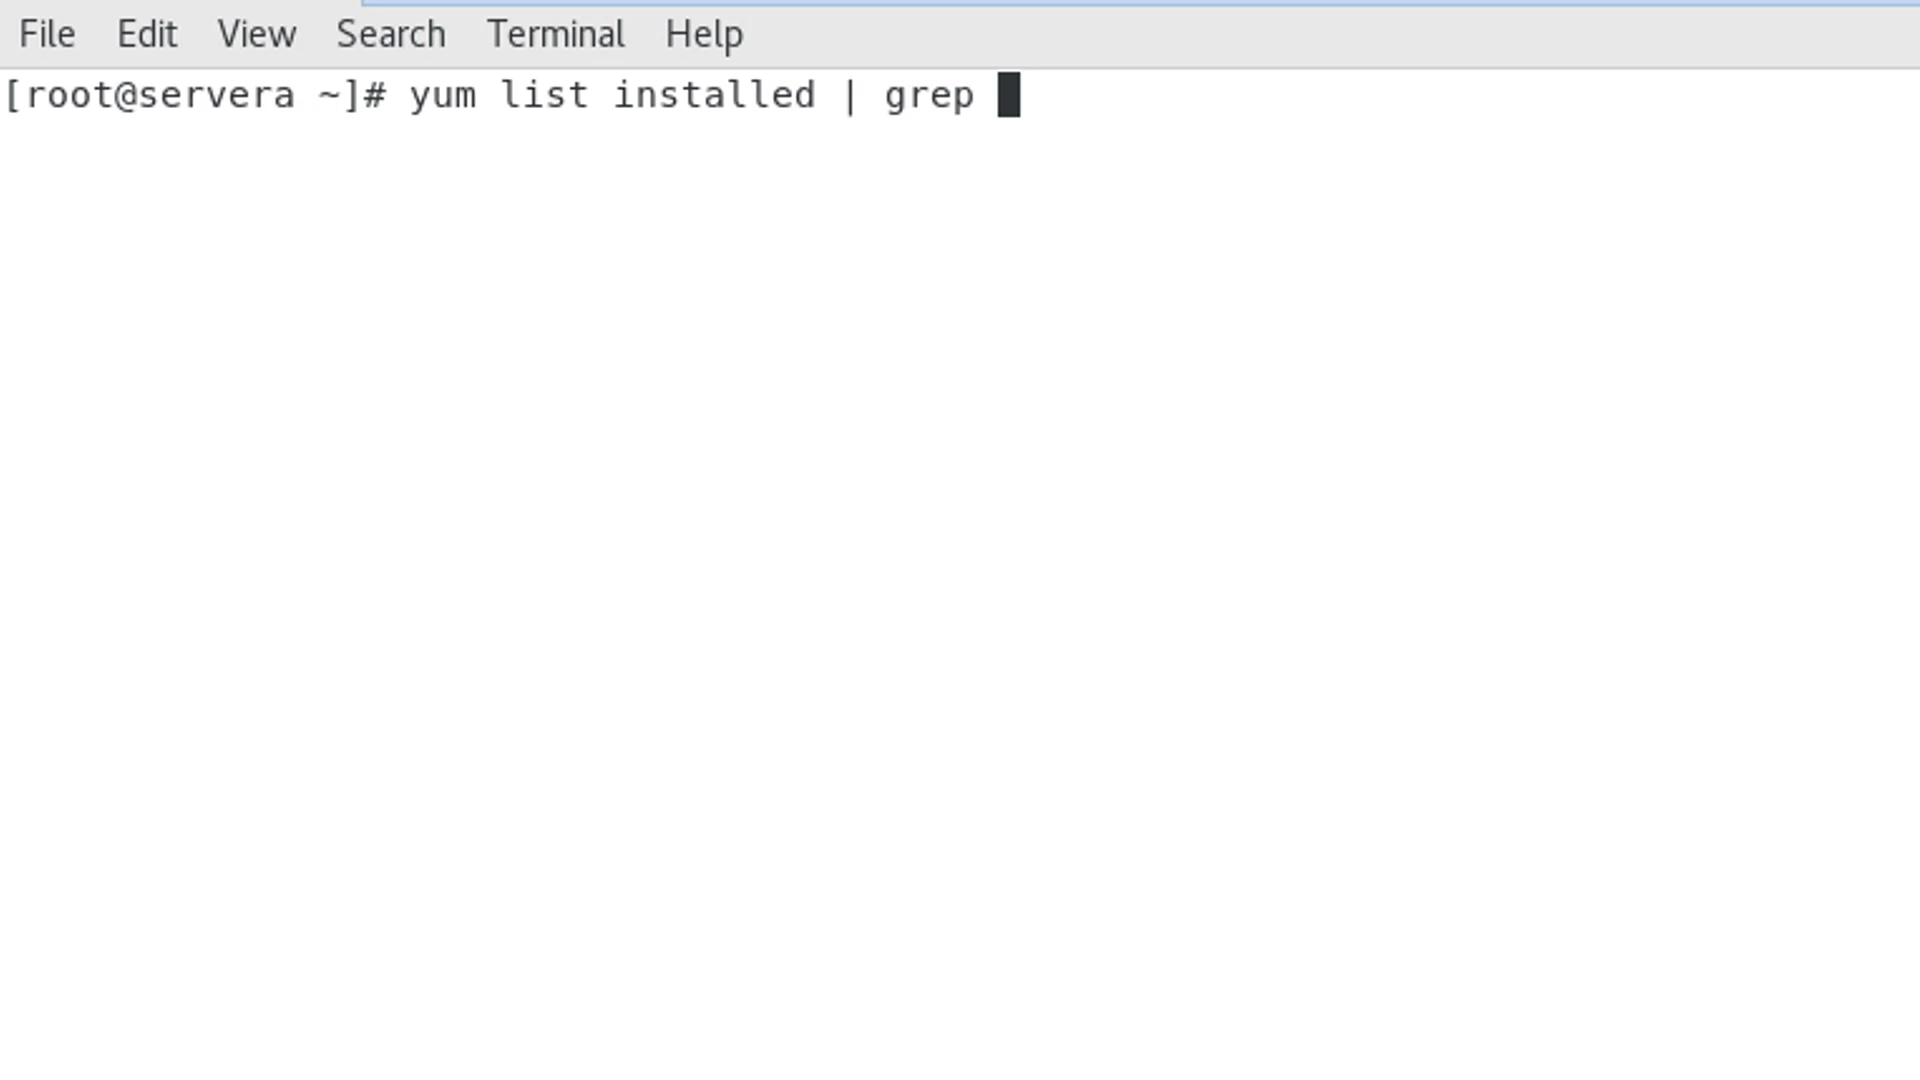 File Edit View Search Terminal Help
[root@servera ~]# yum list installed | grep